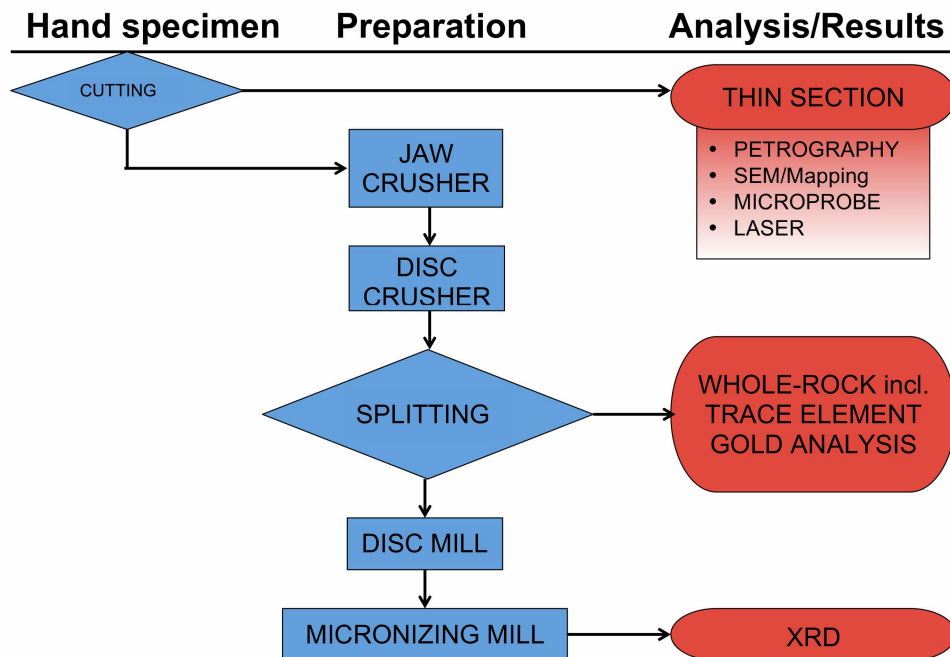 Hand specimen
Preparation
Analysis/Results
CUTTING
THIN SECTION
• PETROGRAPHY
• SEM/Mapping
• MICROPROBE
• LASER
JAW
CRUSHER
DISC
CRUSHER
SPLITTING
WHOLE-ROCK incl.
TRACE ELEMENT
GOLD ANALYSIS
DISC MILL
MICRONIZING MILL
XRD